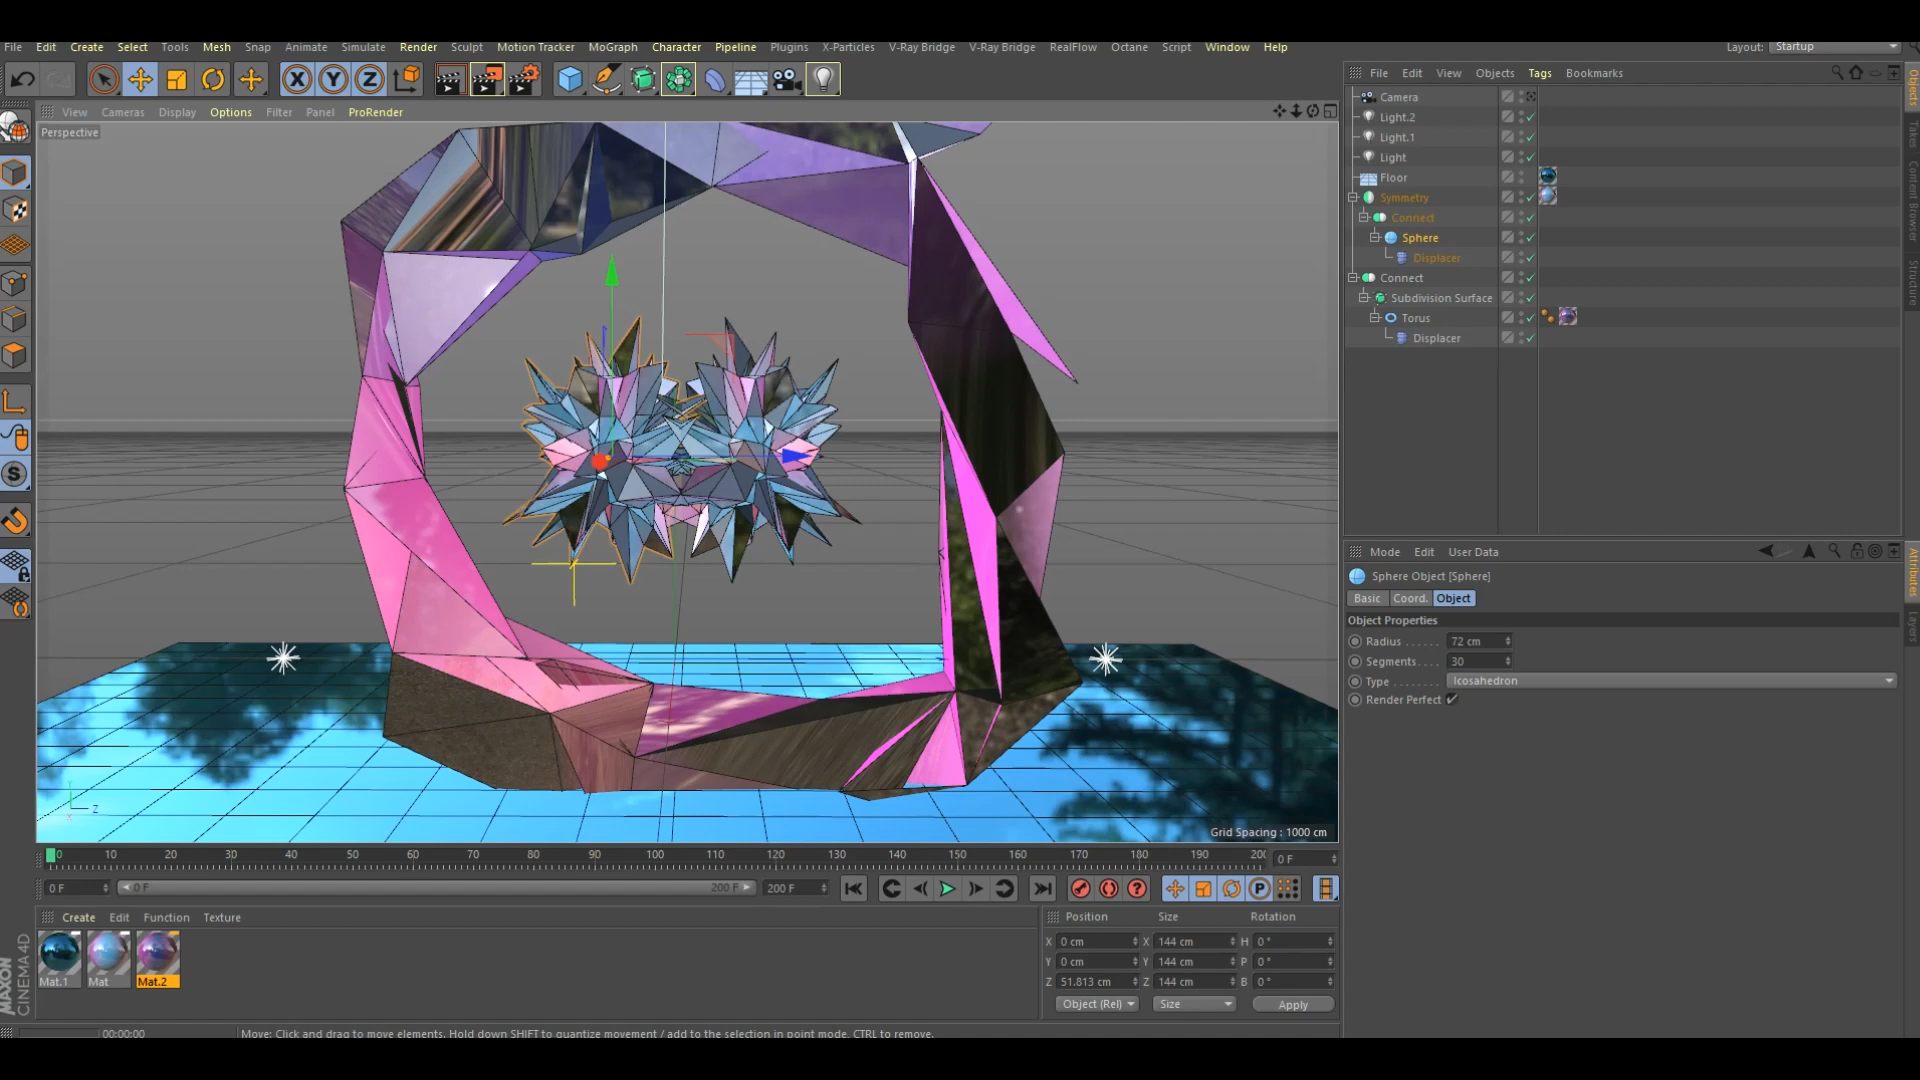 File Edit Create Select Tools Mesh Snap Animate Simulate Render Sculpt Motion Tracker MoGraph Character Pipeline Plugins X-Particles V-Ray Bridge V-Ray Bridge RealFlow Octane Script Window Help
Layout: Startup
X Y Z
View Cameras Display Options Filter Panel ProRender
Perspective
Grid Spacing : 1000 cm
Z
S
0 10 20 30 40 50 60 70 80 90 100 110 120 130 140 150 160 170 180 190 200
0 F
0 F
0 F
200 F
200 F
P
Create Edit Function Texture
Mat.1
Mat
Mat.2
MAXON
CINEMA 4D
Position Size Rotation
X 0 cm X 144 cm H 0 °
Y 0 cm Y 144 cm P 0 °
Z 51.813 cm Z 144 cm B 0 °
Object (Rel) Size Apply
00:00:00
Move: Click and drag to move elements. Hold down SHIFT to quantize movement / add to the selection in point mode, CTRL to remove.
File Edit View Objects Tags Bookmarks
Camera
Light.2
Light.1
Light
Floor
Symmetry
Connect
Sphere
Displacer
Connect
Subdivision Surface
Torus
Displacer
Objects
Takes
Content Browser
Structure
Mode Edit User Data
Sphere Object [Sphere]
Basic Coord. Object
Object Properties
Radius 72 cm
Segments 30
Type Icosahedron
Render Perfect
Attributes
Layers